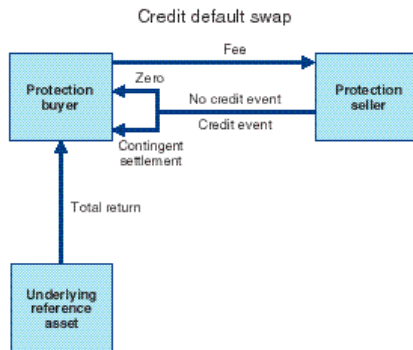 Credit default swap
Fee
Protection
buyer
Zero
No credit event
Credit event
Contingent
settlement
Protection
seller
Total return
Underlying
reference
asset